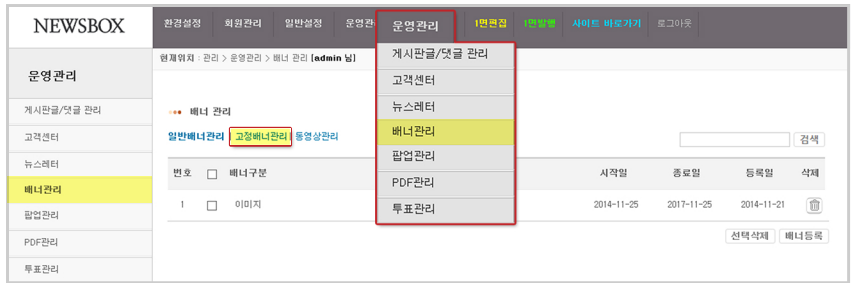 NEWSBOX
환경설정 회원관리 일반설정 운영관 운영관리 1면편집 1면발행 사이트 바로가기 로그아웃
현재위치 : 관리 > 운영관리 > 배너 관리 [admin 님]
운영관리
게시판글/댓글 관리
고객센터
뉴스레터
배너관리
팝업관리
PDF관리
투표관리
게시판글/댓글 관리
고객센터
뉴스레터
배너관리
팝업관리
PDF관리
투표관리
배너 관리
일반배너관리 | 고정배너관리 | 동영상관리
검색
번호 배너구분 시작일 종료일 등록일 삭제
1 이미지 2014-11-25 2017-11-25 2014-11-21
선택삭제 배너등록